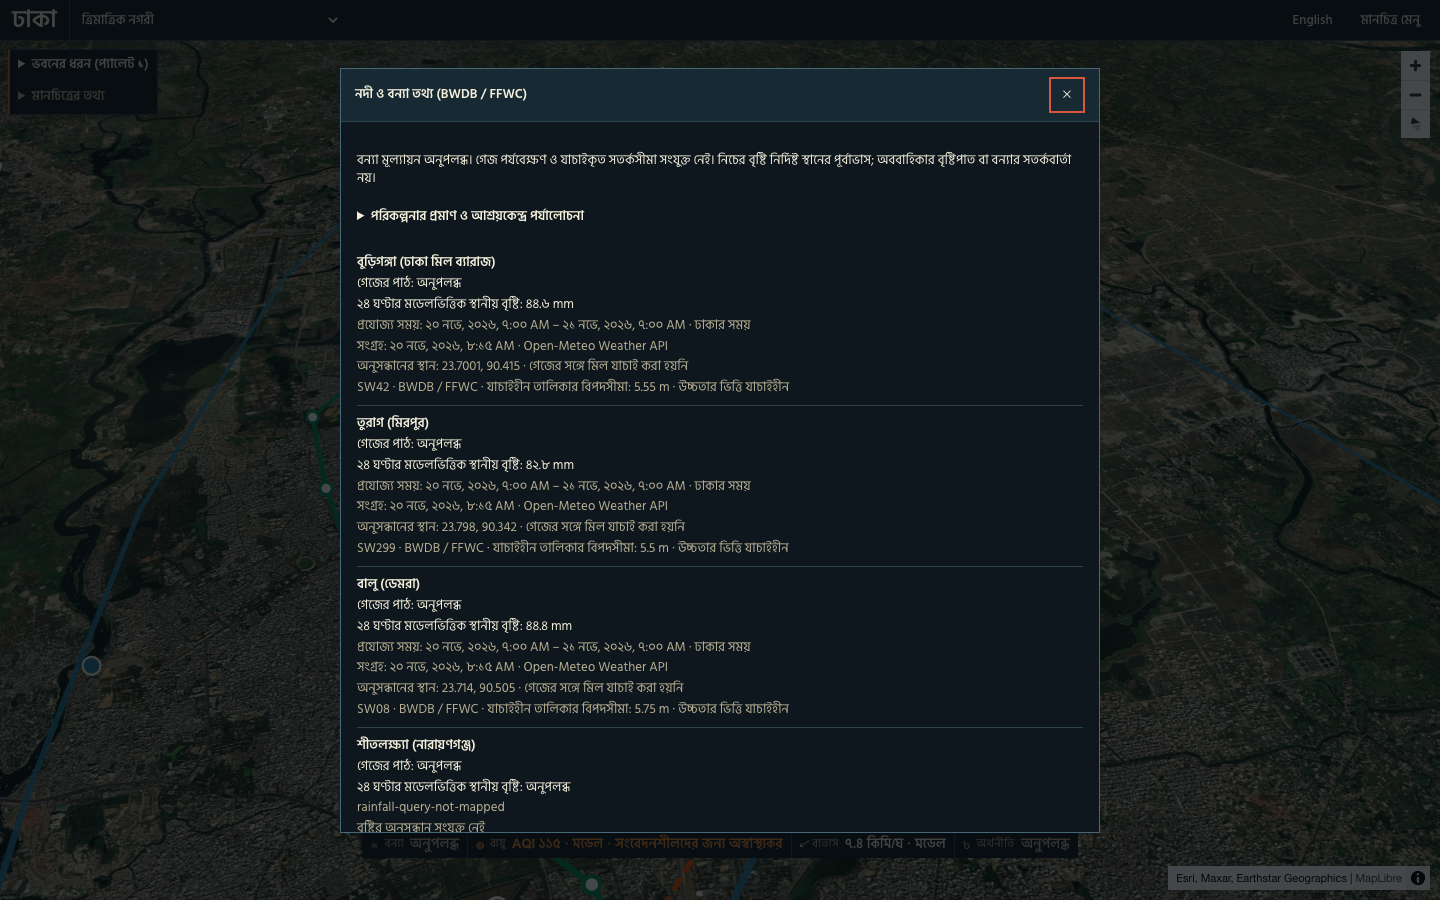 ঢাকা
ত্রিমাত্রিক নগরী
English
মানচিত্র মেনু
▶ ভবনের ধরন (প্যালেট ১)
▶ মানচিত্রের তথ্য
নদী ও বন্যা তথ্য (BWDB / FFWC)
×
বন্যা মূল্যায়ন অনুপলব্ধ। গেজ পর্যবেক্ষণ ও যাচাইকৃত সতর্কসীমা সংযুক্ত নেই। নিচের বৃষ্টি নির্দিষ্ট স্থানের পূর্বাভাস; অববাহিকার বৃষ্টিপাত বা বন্যার সতর্কবার্তা
নয়।
▶ পরিকল্পনার প্রমাণ ও আশ্রয়কেন্দ্র পর্যালোচনা
বুড়িগঙ্গা (ঢাকা মিল ব্যারাজ)
গেজের পাঠ: অনুপলব্ধ
২৪ ঘণ্টার মডেলভিত্তিক স্থানীয় বৃষ্টি: ৪৪.৬ mm
প্রযোজ্য সময়: ২০ নভে, ২০২৬, ৭:০০ AM – ২১ নভে, ২০২৬, ৭:০০ AM · ঢাকার সময়
সংগ্রহ: ২০ নভে, ২০২৬, ৮:১৫ AM · Open-Meteo Weather API
অনুসন্ধানের স্থান: 23.7001, 90.415 · গেজের সঙ্গে মিল যাচাই করা হয়নি
SW42 · BWDB / FFWC · যাচাইহীন তালিকার বিপদসীমা: 5.55 m · উচ্চতার ভিত্তি যাচাইহীন
তুরাগ (মিরপুর)
গেজের পাঠ: অনুপলব্ধ
২৪ ঘণ্টার মডেলভিত্তিক স্থানীয় বৃষ্টি: ৪২.৮ mm
প্রযোজ্য সময়: ২০ নভে, ২০২৬, ৭:০০ AM – ২১ নভে, ২০২৬, ৭:০০ AM · ঢাকার সময়
সংগ্রহ: ২০ নভে, ২০২৬, ৮:১৫ AM · Open-Meteo Weather API
অনুসন্ধানের স্থান: 23.798, 90.342 · গেজের সঙ্গে মিল যাচাই করা হয়নি
SW299 · BWDB / FFWC · যাচাইহীন তালিকার বিপদসীমা: 5.5 m · উচ্চতার ভিত্তি যাচাইহীন
বালু (ডেমরা)
গেজের পাঠ: অনুপলব্ধ
২৪ ঘণ্টার মডেলভিত্তিক স্থানীয় বৃষ্টি: ৪৪.৪ mm
প্রযোজ্য সময়: ২০ নভে, ২০২৬, ৭:০০ AM – ২১ নভে, ২০২৬, ৭:০০ AM · ঢাকার সময়
সংগ্রহ: ২০ নভে, ২০২৬, ৮:১৫ AM · Open-Meteo Weather API
অনুসন্ধানের স্থান: 23.714, 90.505 · গেজের সঙ্গে মিল যাচাই করা হয়নি
SW08 · BWDB / FFWC · যাচাইহীন তালিকার বিপদসীমা: 5.75 m · উচ্চতার ভিত্তি যাচাইহীন
শীতলক্ষ্যা (নারায়ণগঞ্জ)
গেজের পাঠ: অনুপলব্ধ
২৪ ঘণ্টার মডেলভিত্তিক স্থানীয় বৃষ্টি: অনুপলব্ধ
rainfall-query-not-mapped
বৃষ্টির অনুসন্ধান সংযুক্ত নেই
বন্যা অনুপলব্ধ
বায়ু AQI ১১৫ · মডেল · সংবেদনশীলদের জন্য অস্বাস্থ্যকর
বাতাস ৭.৪ কিমি/ঘ · মডেল
৳ অর্থনীতি অনুপলব্ধ
Esri, Maxar, Earthstar Geographics | MapLibre